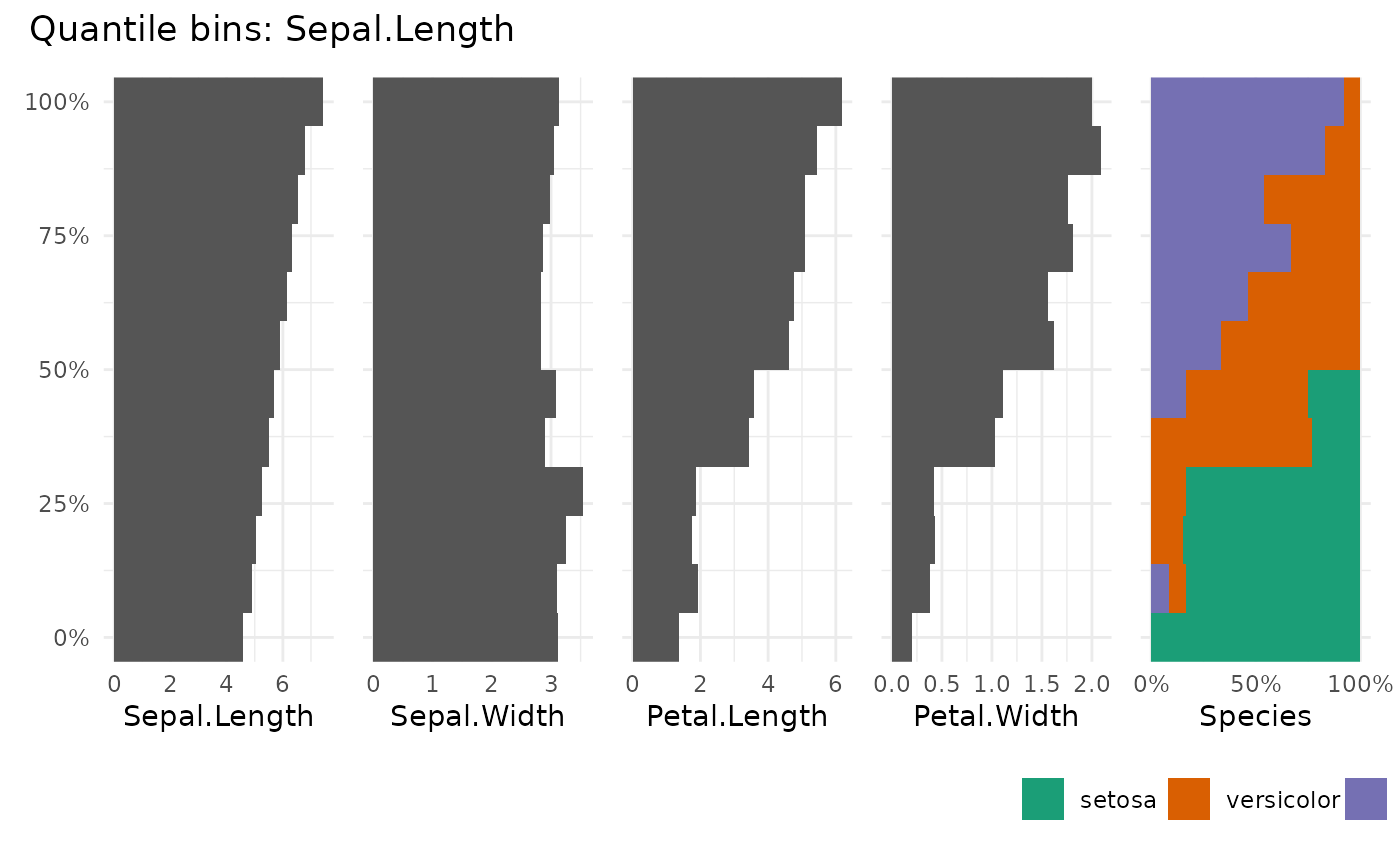 Quantile bins: Sepal.Length
100%
75%
50%
25%
0%
0 2 4 6
0 1 2 3
0 2 4 6
0.0 0.5 1.0 1.5 2.0
0% 50% 100%
Sepal.Length Sepal.Width Petal.Length Petal.Width Species
setosa versicolor